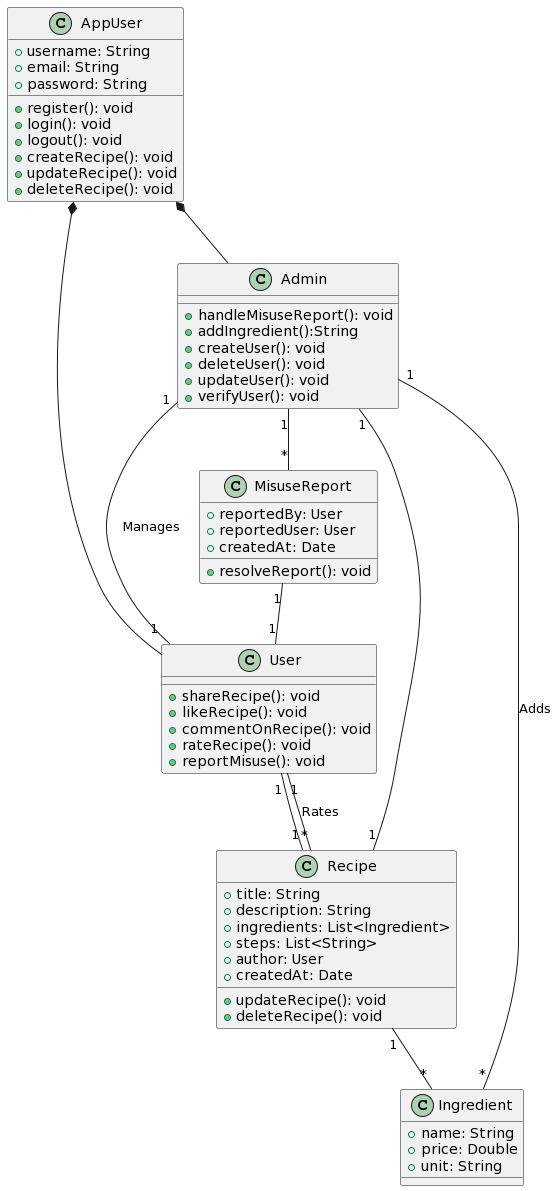 C AppUser
username: String
email: String
password: String
register(): void
login(): void
logout(): void
createRecipe(): void
updateRecipe(): void
deleteRecipe(): void
C Admin
handleMisuseReport(): void
addIngredient():String
createUser(): void
deleteUser(): void
updateUser(): void
verifyUser(): void
1
1
1
1
*
C MisuseReport
reportedBy: User
reportedUser: User
createdAt: Date
resolveReport(): void
Manages
1
1
1
C User
shareRecipe(): void
likeRecipe(): void
commentOnRecipe(): void
rateRecipe(): void
reportMisuse(): void
Adds
1
1
Rates
1
*
1
C Recipe
title: String
description: String
ingredients: List<Ingredient>
steps: List<String>
author: User
createdAt: Date
updateRecipe(): void
deleteRecipe(): void
1
*
*
C Ingredient
name: String
price: Double
unit: String